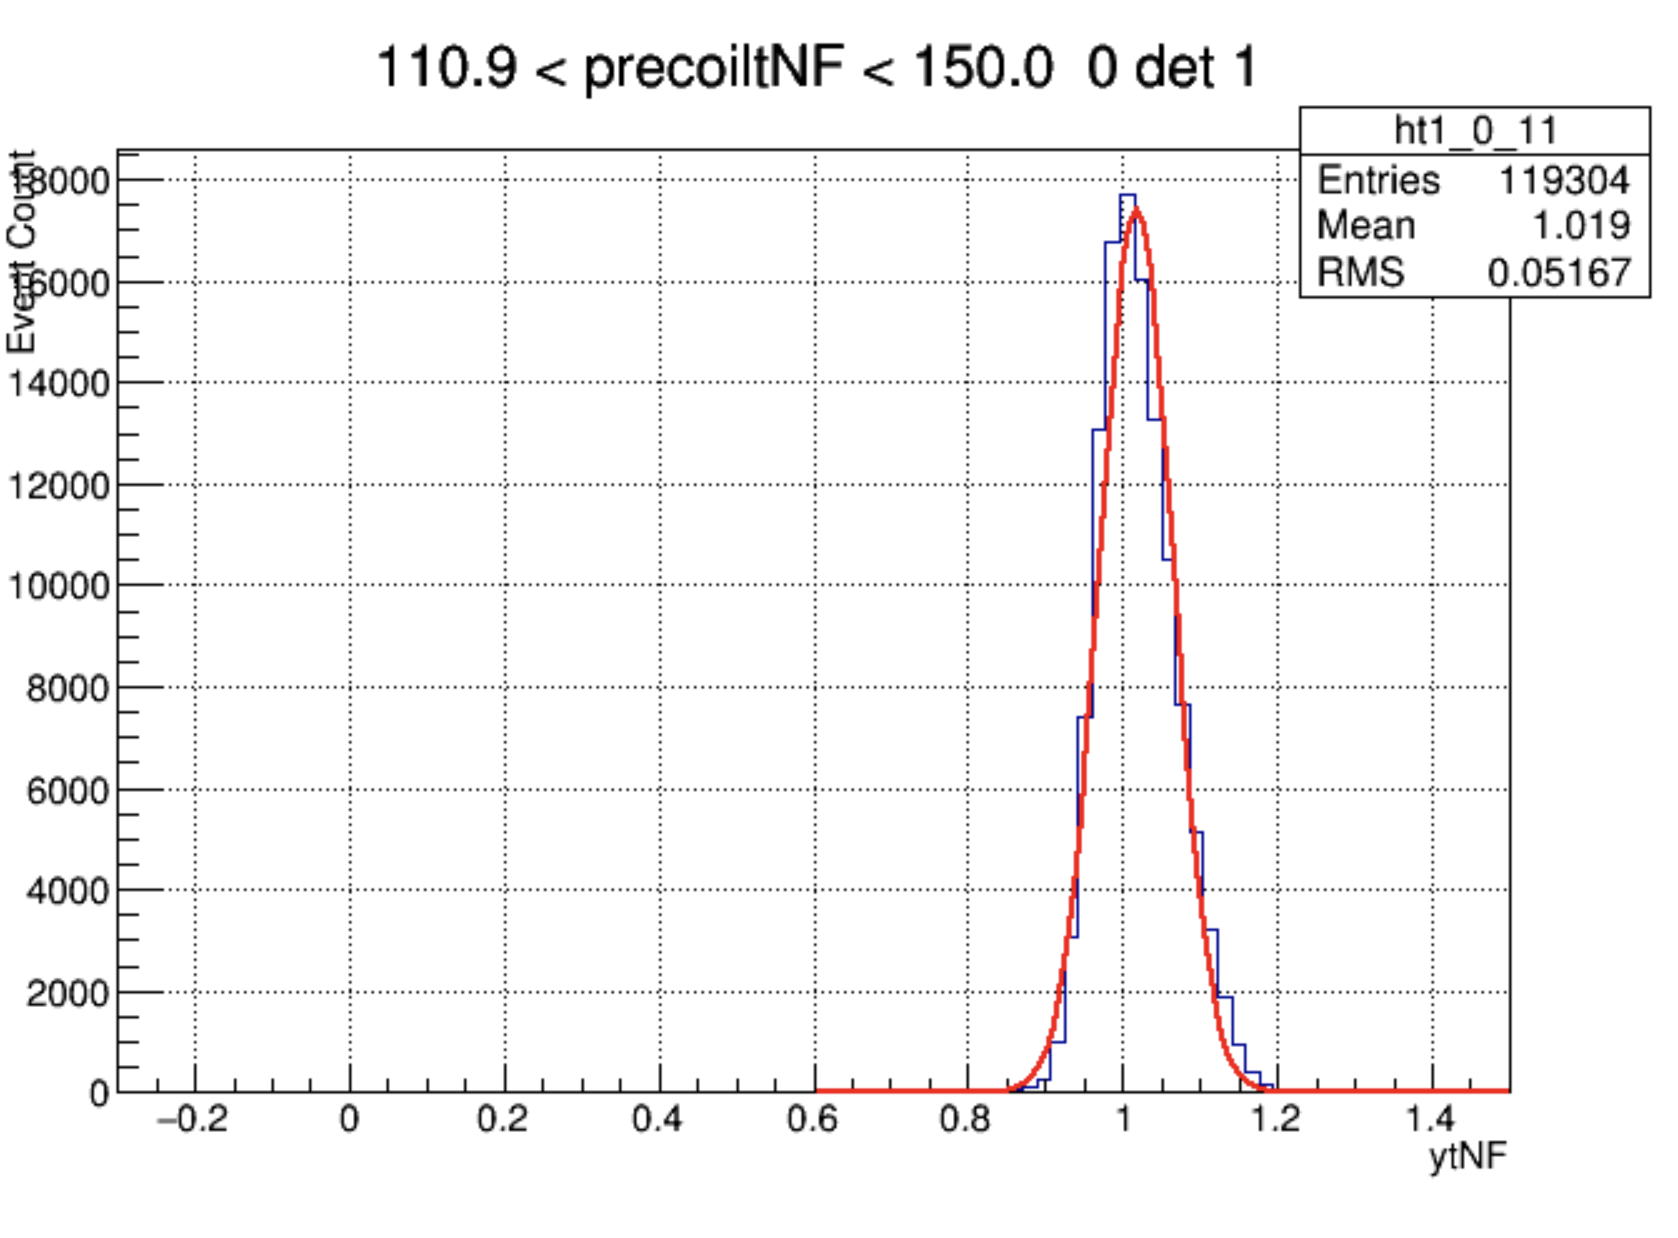 110.9 < precoiltNF < 150.0 0 det 1
ht1_0_11
Entries 119304
Mean 1.019
RMS 0.05167
Event Count
18000
16000
14000
12000
10000
8000
6000
4000
2000
0
−0.2 0 0.2 0.4 0.6 0.8 1 1.2 1.4
ytNF